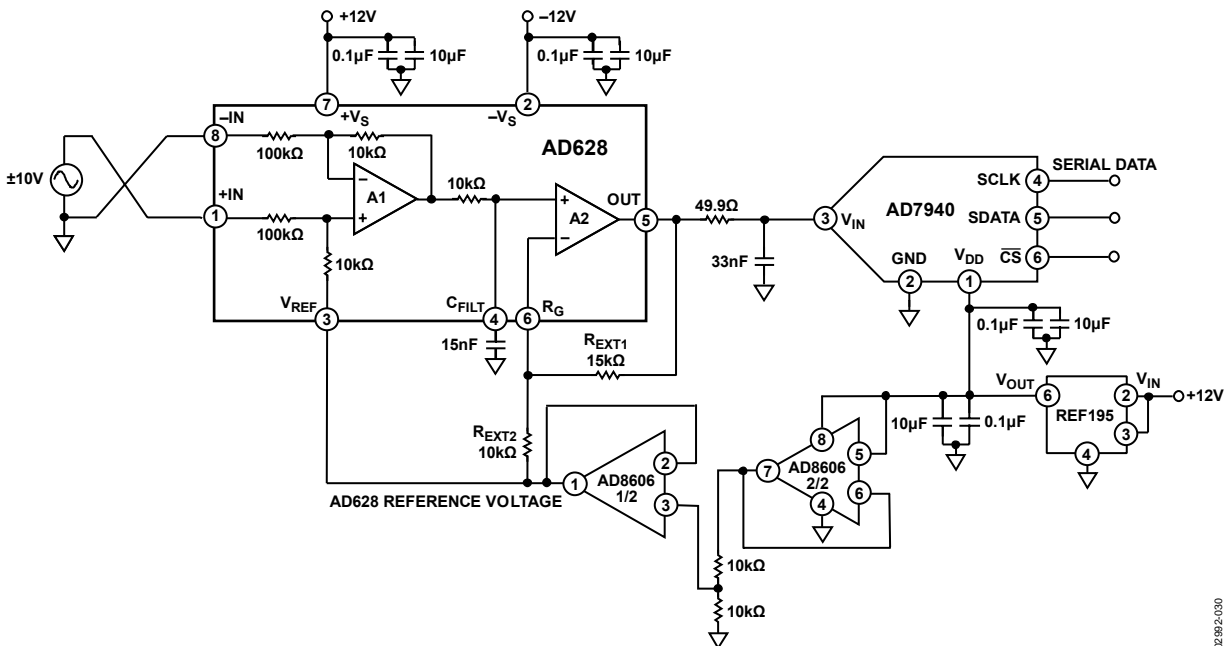 +12V
–12V
0.1µF
10µF
0.1µF
10µF
7
2
+VS
–VS
–IN
8
100kΩ
10kΩ
AD628
±10V
A1
–
+
10kΩ
+
–
A2
OUT
5
+IN
1
100kΩ
10kΩ
VREF
3
CFILT
4
RG
6
15nF
49.9Ω
33nF
3
VIN
AD7940
SCLK
4
SERIAL DATA
SDATA
5
CS
6
GND
2
VDD
1
0.1µF
10µF
REXT1
15kΩ
REXT2
10kΩ
AD628 REFERENCE VOLTAGE
1
AD8606
1/2
2
3
7
AD8606
2/2
8
5
6
4
10kΩ
10kΩ
10µF
0.1µF
VOUT
6
REF195
VIN
2
3
4
+12V
02992-030